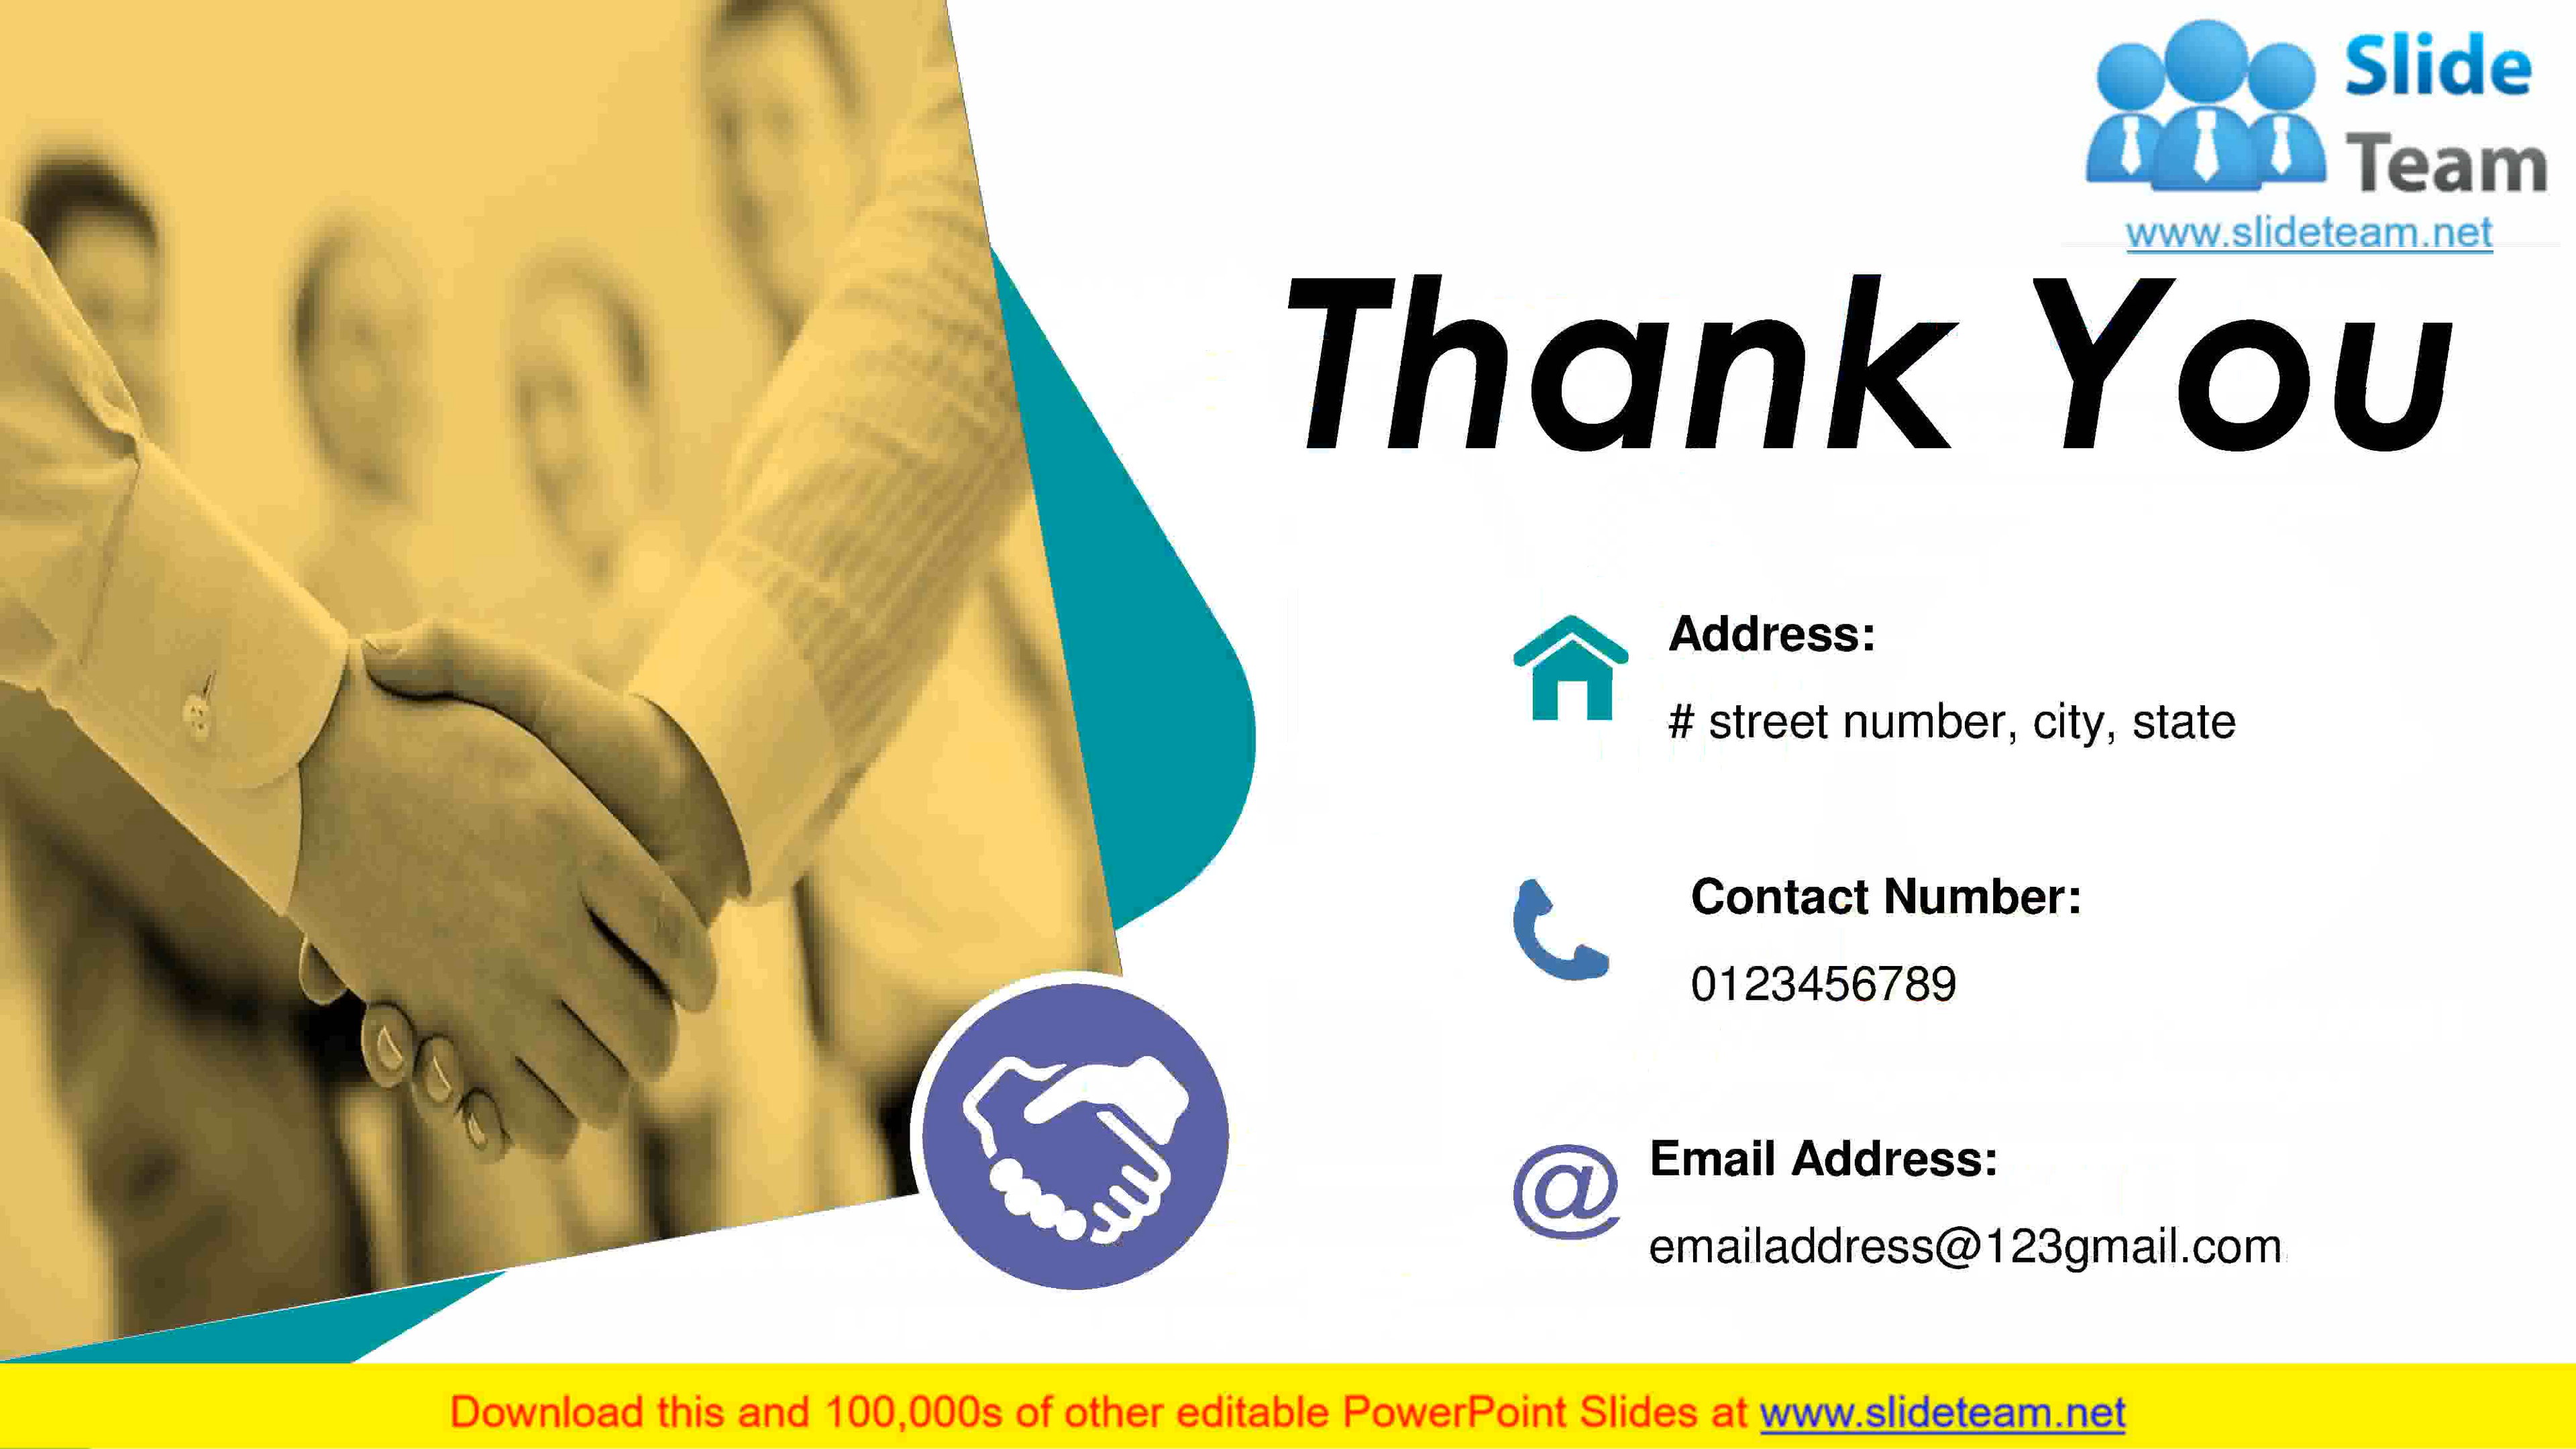 Slide
Team
www.slideteam.net
Thank You
Address:
# street number, city, state
Contact Number:
0123456789
@
Email Address:
emailaddress@123gmail.com
Download this and 100,000s of other editable PowerPoint Slides at www.slideteam.net